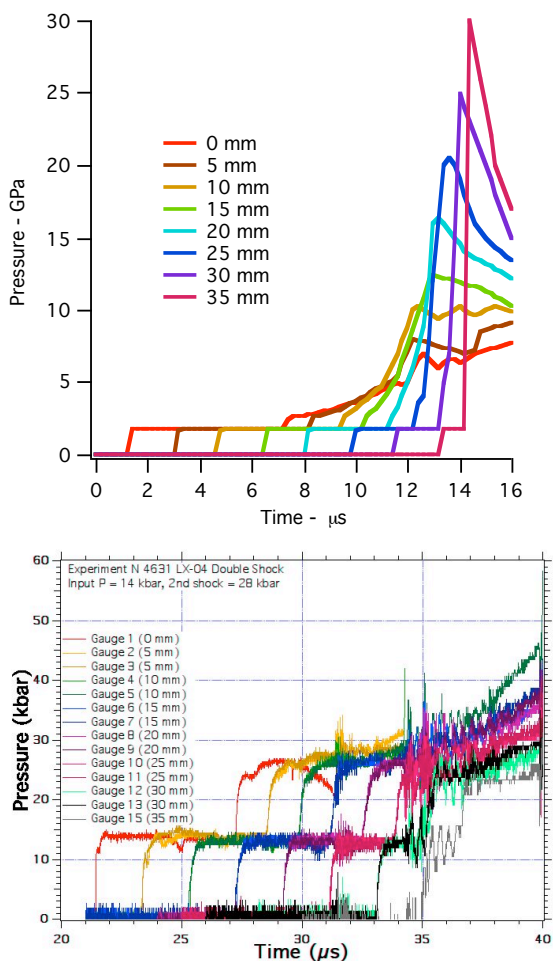 30
25
20
15
10
5
0
Pressure - GPa
0 mm
5 mm
10 mm
15 mm
20 mm
25 mm
30 mm
35 mm
0 2 4 6 8 10 12 14 16
Time - μs
60
50
40
30
20
10
0
Pressure (kbar)
Experiment N 4631 LX-04 Double Shock
Input P = 14 kbar, 2nd shock = 28 kbar
Gauge 1 (0 mm)
Gauge 2 (5 mm)
Gauge 3 (5 mm)
Gauge 4 (10 mm)
Gauge 5 (10 mm)
Gauge 6 (15 mm)
Gauge 7 (15 mm)
Gauge 8 (20 mm)
Gauge 9 (20 mm)
Gauge 10 (25 mm)
Gauge 11 (25 mm)
Gauge 12 (30 mm)
Gauge 13 (30 mm)
Gauge 15 (35 mm)
20 25 30 35 40
Time (μs)